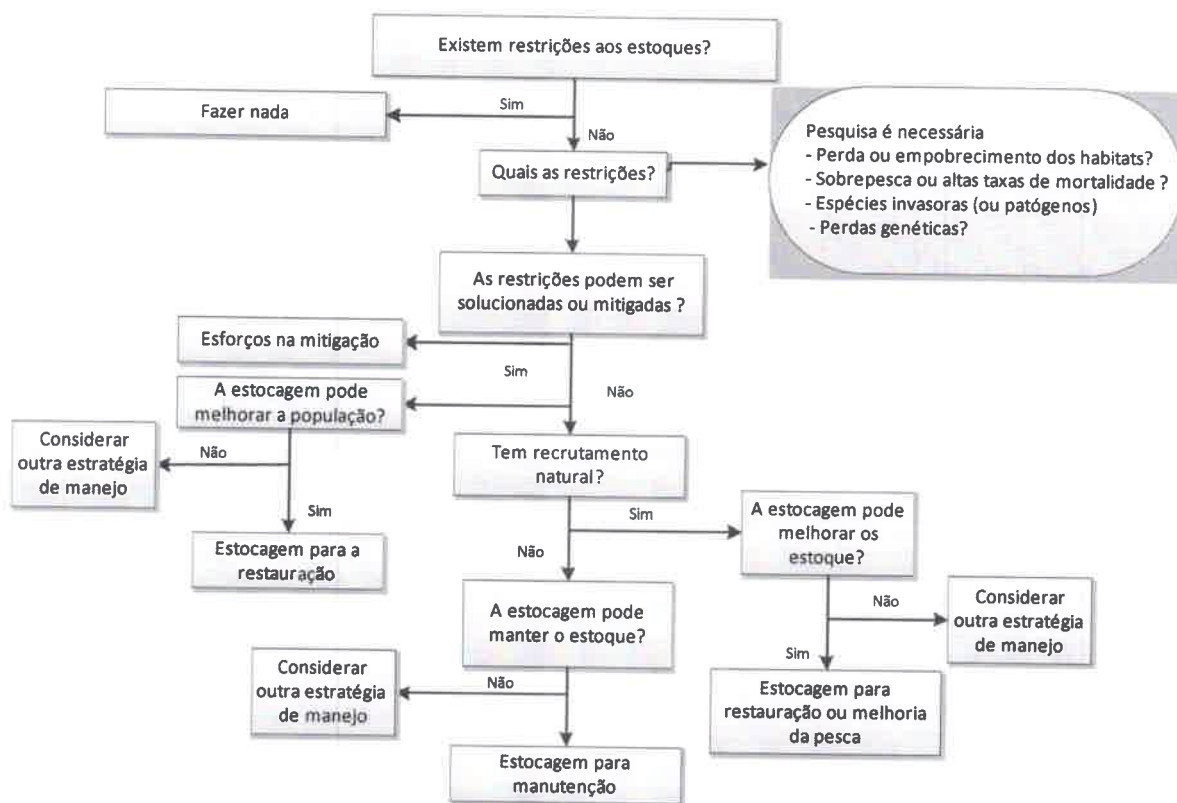 Existem restrições aos estoques?
Sim
Fazer nada
Não
Quais as restrições?
Pesquisa é necessária
- Perda ou empobrecimento dos habitats?
- Sobrepesca ou altas taxas de mortalidade ?
- Espécies invasoras (ou patógenos)
- Perdas genéticas?
As restrições podem ser
solucionadas ou mitigadas ?
Esforços na mitigação
Sim
A estocagem pode
melhorar a população?
Não
Considerar
outra estratégia
de manejo
Não
Sim
Estocagem para a
restauração
Tem recrutamento
natural?
Sim
Não
A estocagem pode
melhorar os
estoque?
Não
Considerar
outra estratégia
de manejo
Sim
Estocagem para
restauração ou melhoria
da pesca
A estocagem pode
manter o estoque?
Não
Considerar
outra estratégia
de manejo
Estocagem para
manutenção